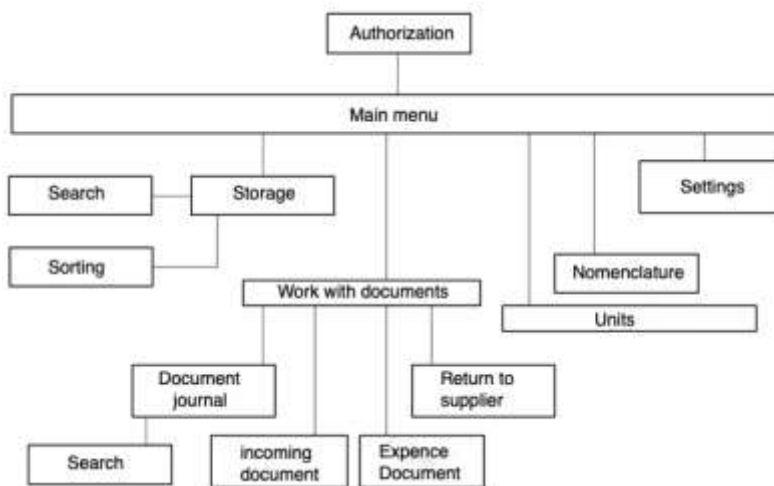 Authorization
Main menu
Search
Storage
Settings
Sorting
Nomenclature
Work with documents
Units
Document
journal
Return to
supplier
Search
incoming
document
Expence
Document